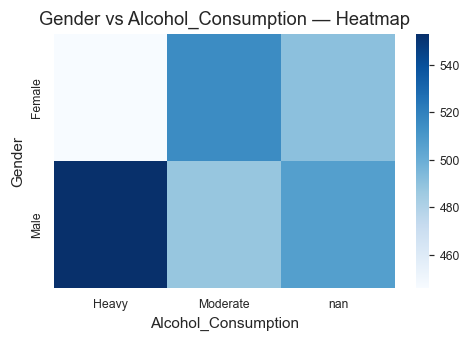 Gender vs Alcohol_Consumption — Heatmap
Female
Male
Gender
Heavy Moderate nan
Alcohol_Consumption
540
520
500
480
460